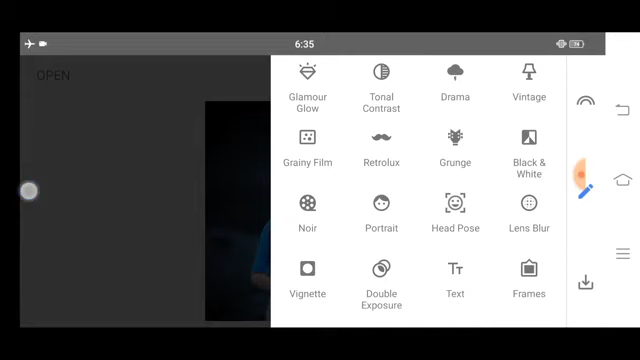 6:35
OPEN
Glamour Glow
Tonal Contrast
Drama
Vintage
Grainy Film
Retrolux
Grunge
Black & White
Noir
Portrait
Head Pose
Lens Blur
Vignette
Double Exposure
Text
Frames